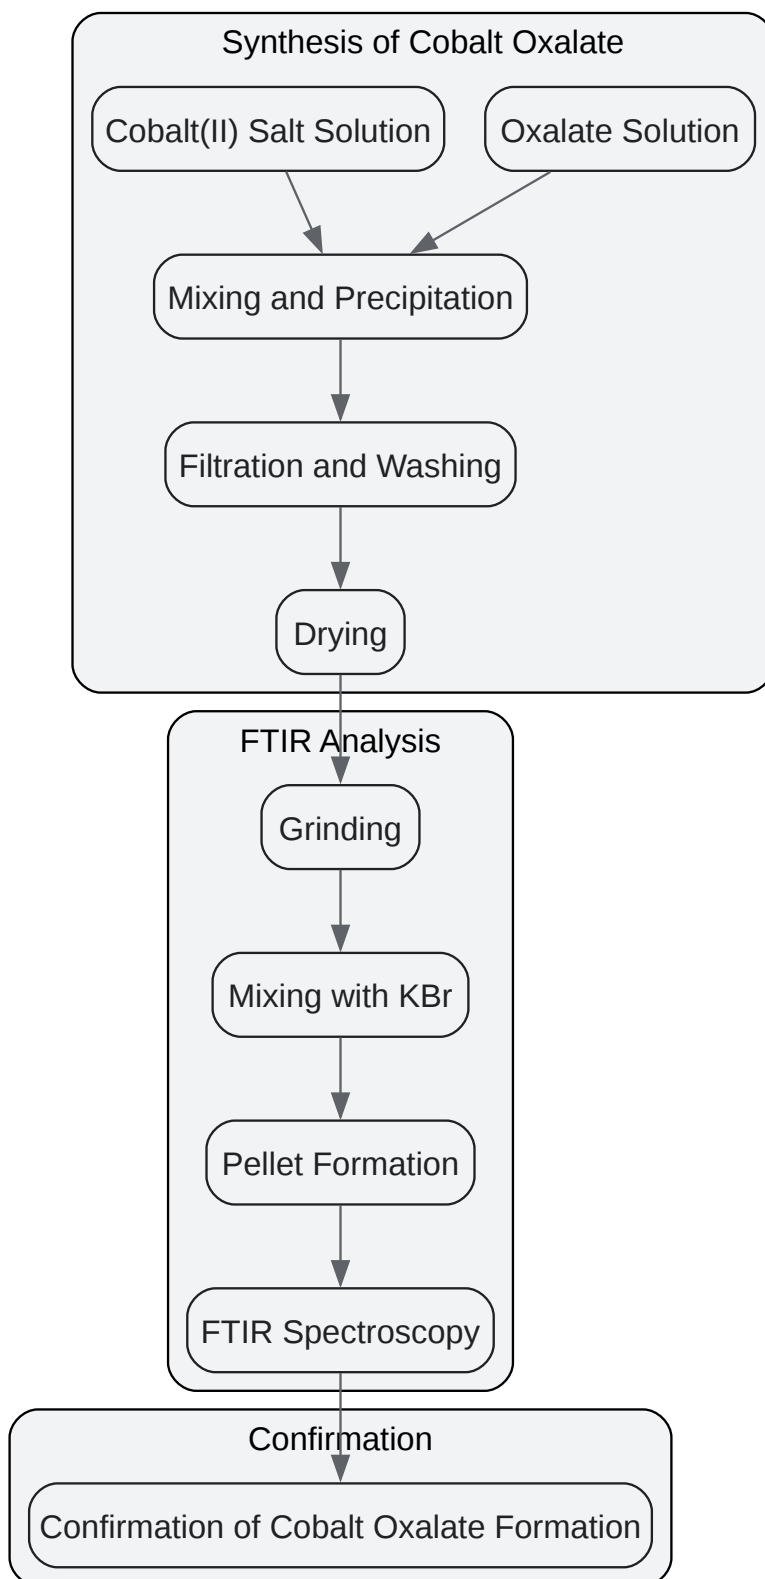 Synthesis of Cobalt Oxalate
Cobalt(II) Salt Solution
Oxalate Solution
Mixing and Precipitation
Filtration and Washing
Drying
FTIR Analysis
Grinding
Mixing with KBr
Pellet Formation
FTIR Spectroscopy
Confirmation
Confirmation of Cobalt Oxalate Formation